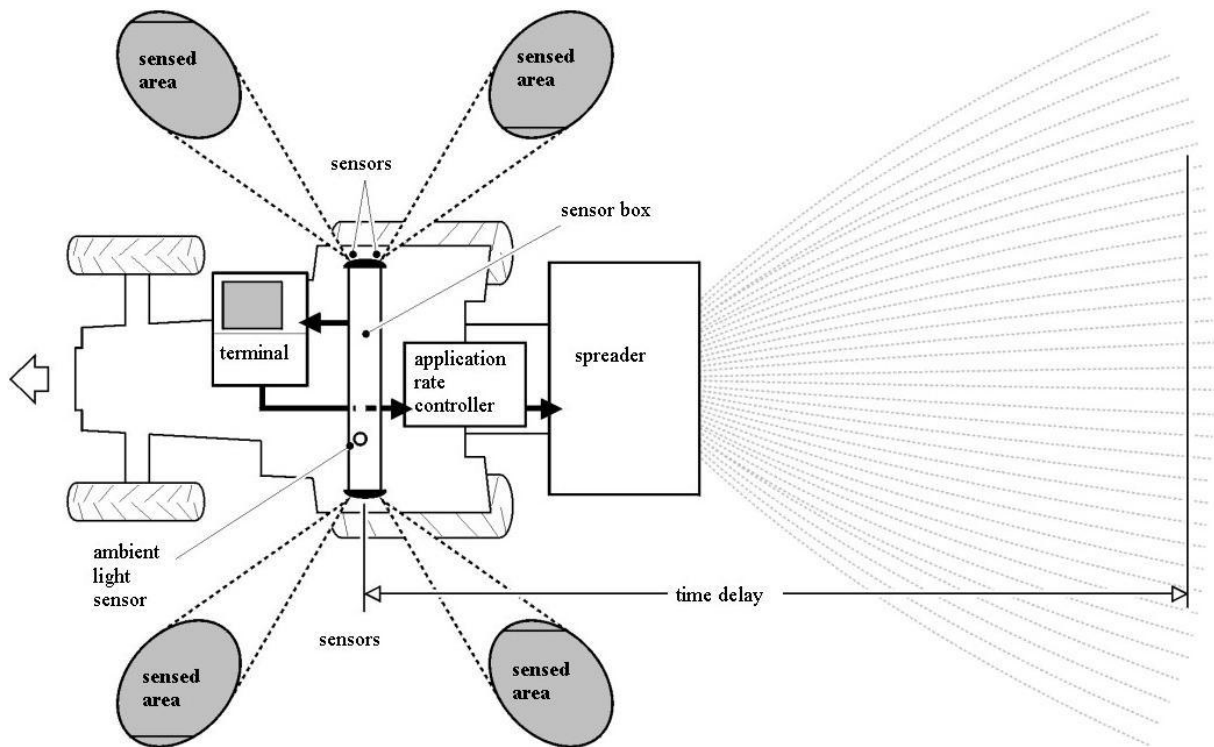 sensed
area
sensed
area
sensors
sensor box
terminal
application
rate
controller
spreader
ambient
light
sensor
time delay
sensors
sensed
area
sensed
area